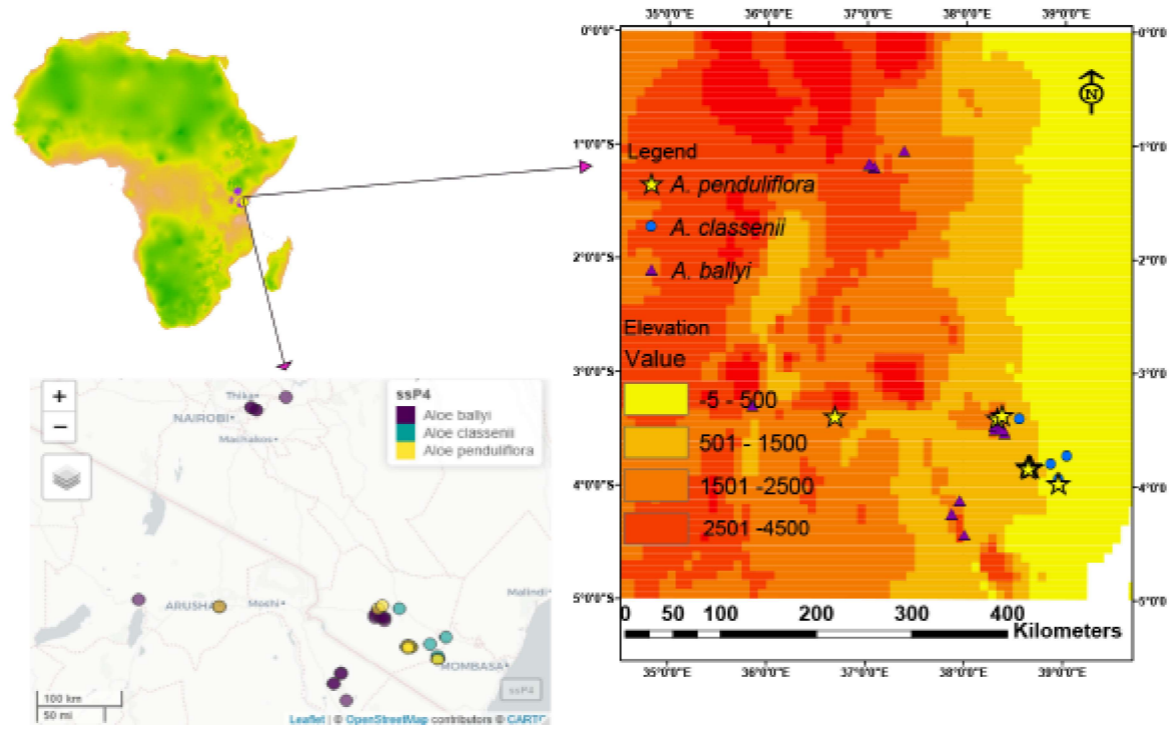 35°0'0"E 36°0'0"E 37°0'0"E 38°0'0"E 39°0'0"E
0°0'0" 0°0'0
1°0'0"S 1°0'0
2°0'0"S 2°0'0
3°0'0"S 3°0'0
4°0'0"S 4°0'0
5°0'0"S 5°0'0
N
Legend
A. penduliflora
A. classenii
A. ballyi
Elevation
Value
-5 - 500
501 - 1500
1501 -2500
2501 -4500
0 50 100 200 300 400
Kilometers
35°0'0"E 36°0'0"E 37°0'0"E 38°0'0"E 39°0'0"E
+
−
ssP4
Aloe ballyi
Aloe classenii
Aloe penduliflora
Thika
NAIROBI
Machakos
ARUSHA
Moshi
Malindi
MOMBASA
ssP4
100 km
50 mi
Leaflet | © OpenStreetMap contributors © CARTO